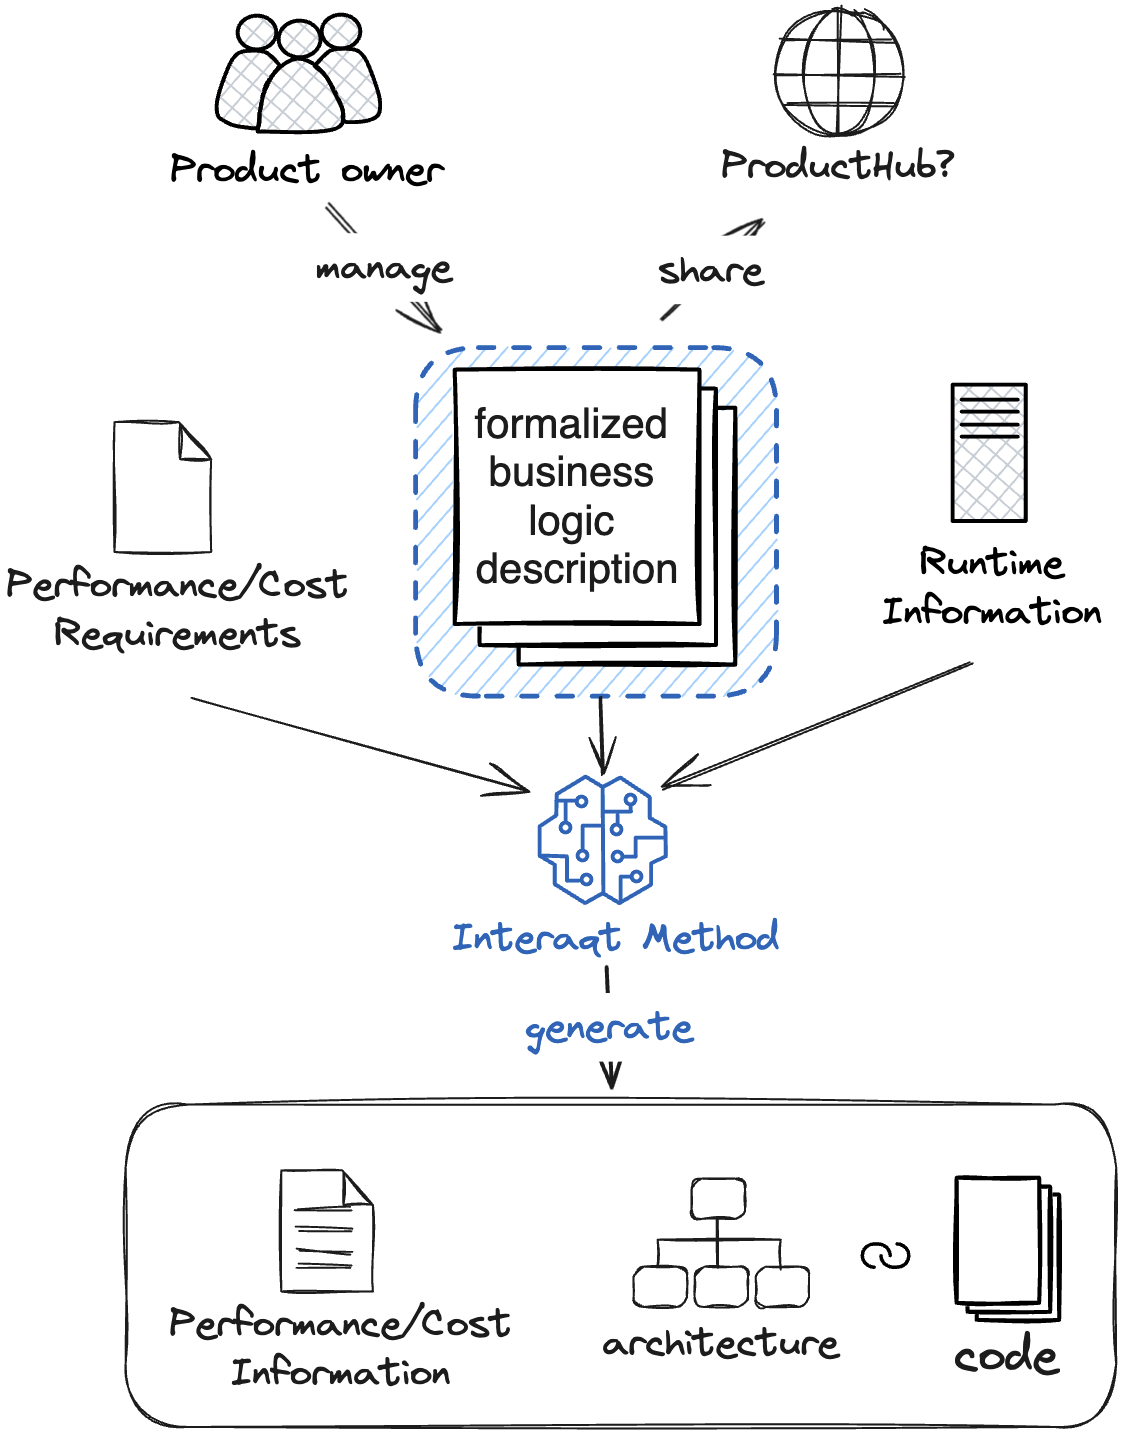 Product owner
ProductHub?
manage
share
formalized
business
logic
description
Performance/Cost
Requirements
Runtime
Information
Interaqt Method
generate
Performance/Cost
Information
architecture
code